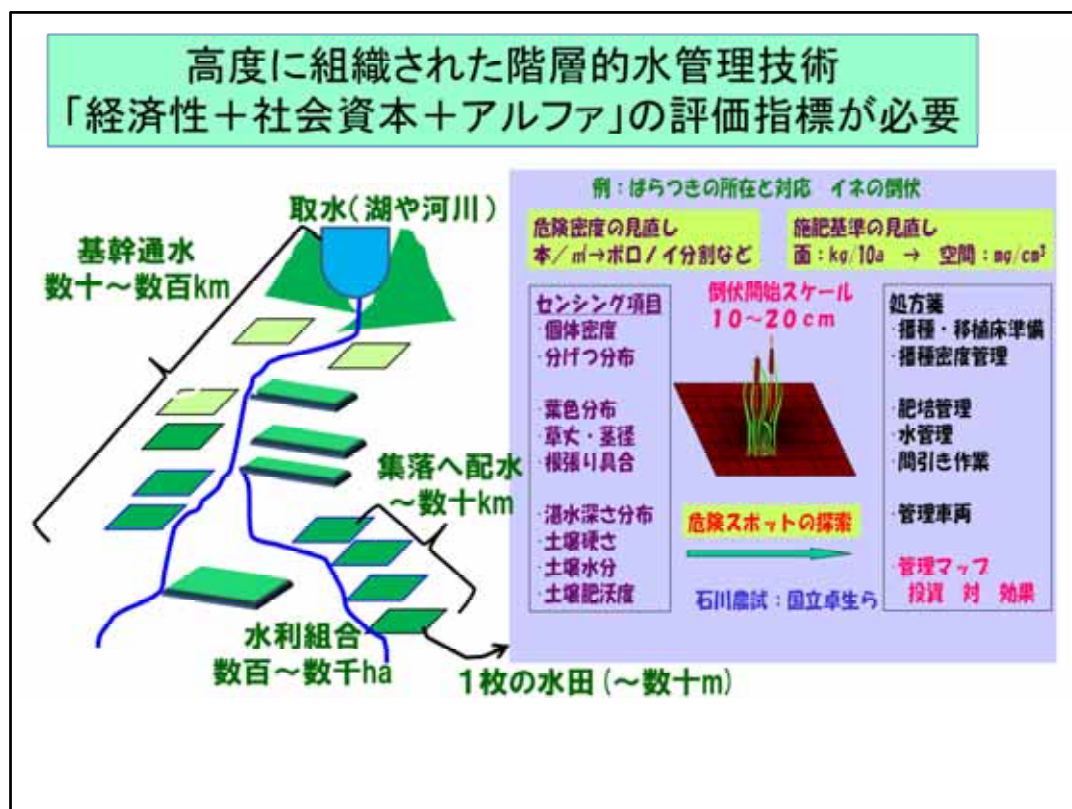 高度に組織された階層的水管理技術
「経済性＋社会資本＋アルファ」の評価指標が必要
取水（湖や河川）
基幹通水
数十～数百km
集落へ配水
～数十km
水利組合
数百～数千ha
1枚の水田（～数十m）
例：ばらつきの所在と対応　イネの倒伏
危険密度の見直し
本／㎡→ボロノイ分割など
施肥基準の見直し
面：kg/10a　→　空間：mg/cm³
センシング項目
・個体密度
・分げつ分布
・葉色分布
・草丈・茎径
・根張り具合
・湛水深さ分布
・土壌硬さ
・土壌水分
・土壌肥沃度
倒伏開始スケール
10～20cm
危険スポットの探索
処方箋
・播種・移植床準備
・播種密度管理
・肥培管理
・水管理
・間引き作業
・管理車両
・管理マップ
投資　対　効果
石川農試：国立卓生ら